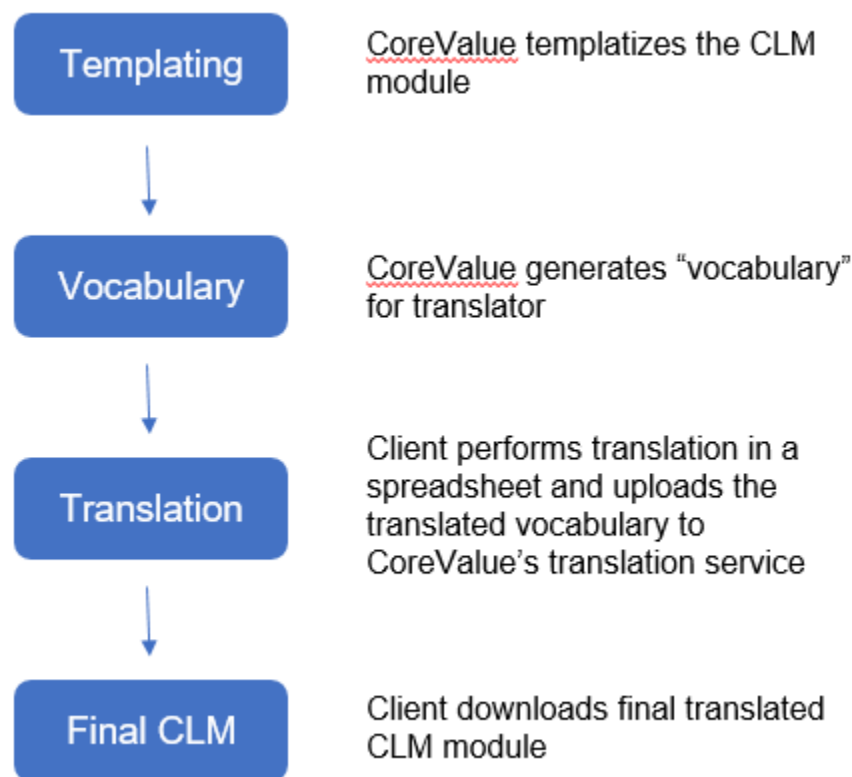 Templating
CoreValue templatizes the CLM
module
Vocabulary
CoreValue generates “vocabulary”
for translator
Translation
Client performs translation in a
spreadsheet and uploads the
translated vocabulary to
CoreValue’s translation service
Final CLM
Client downloads final translated
CLM module